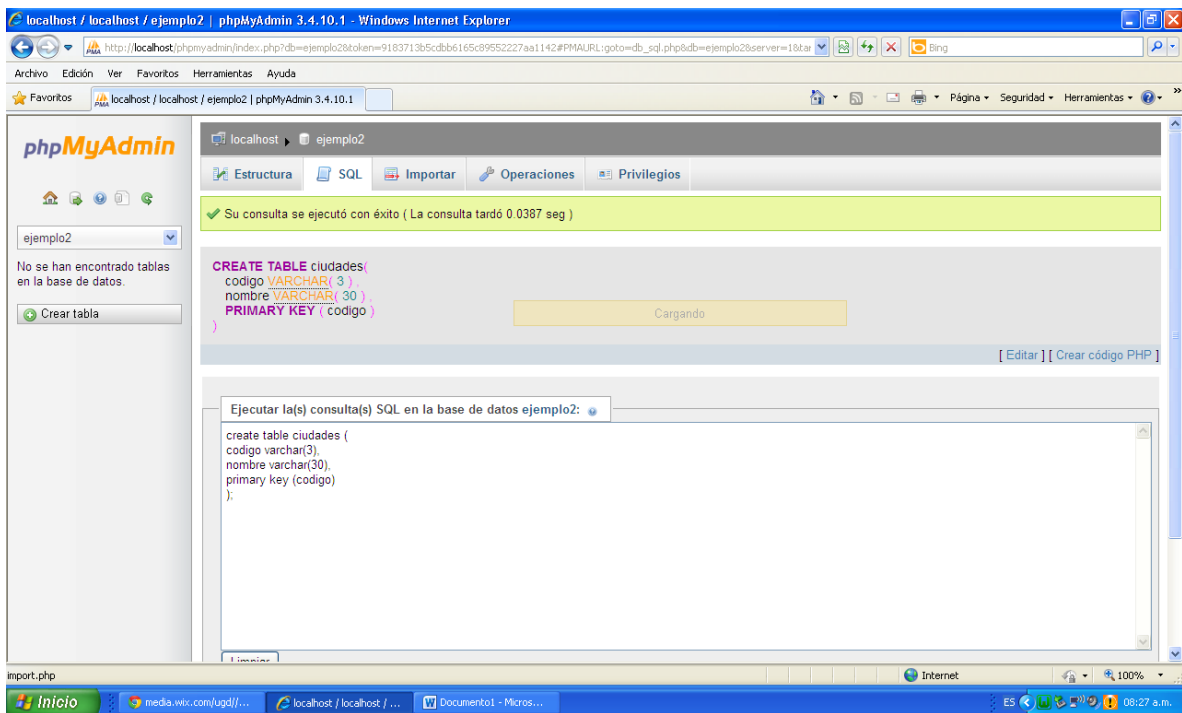 localhost / localhost / ejemplo2 | phpMyAdmin 3.4.10.1 - Windows Internet Explorer
http://localhost/phpmyadmin/index.php?db=ejemplo2&token=9183713b5cdbb6165c89552227aa1142#PMAURL:goto=db_sql.php&db=ejemplo2&server=1&tar
Bing
Archivo Edición Ver Favoritos Herramientas Ayuda
Favoritos
localhost / localhost / ejemplo2 | phpMyAdmin 3.4.10.1
Página Seguridad Herramientas
phpMyAdmin
ejemplo2
No se han encontrado tablas
en la base de datos.
Crear tabla
localhost ejemplo2
Estructura SQL Importar Operaciones Privilegios
Su consulta se ejecutó con éxito ( La consulta tardó 0.0387 seg )
CREATE TABLE ciudades(
codigo VARCHAR( 3 ) ,
nombre VARCHAR( 30 ) ,
PRIMARY KEY ( codigo )
)
Cargando
[ Editar ] [ Crear código PHP ]
Ejecutar la(s) consulta(s) SQL en la base de datos ejemplo2:
create table ciudades (
codigo varchar(3),
nombre varchar(30),
primary key (codigo)
);
Limpiar
import.php
Internet
100%
Inicio
media.wix.com/ugd//...
localhost / localhost / ...
Documento1 - Micros...
ES
08:27 a.m.